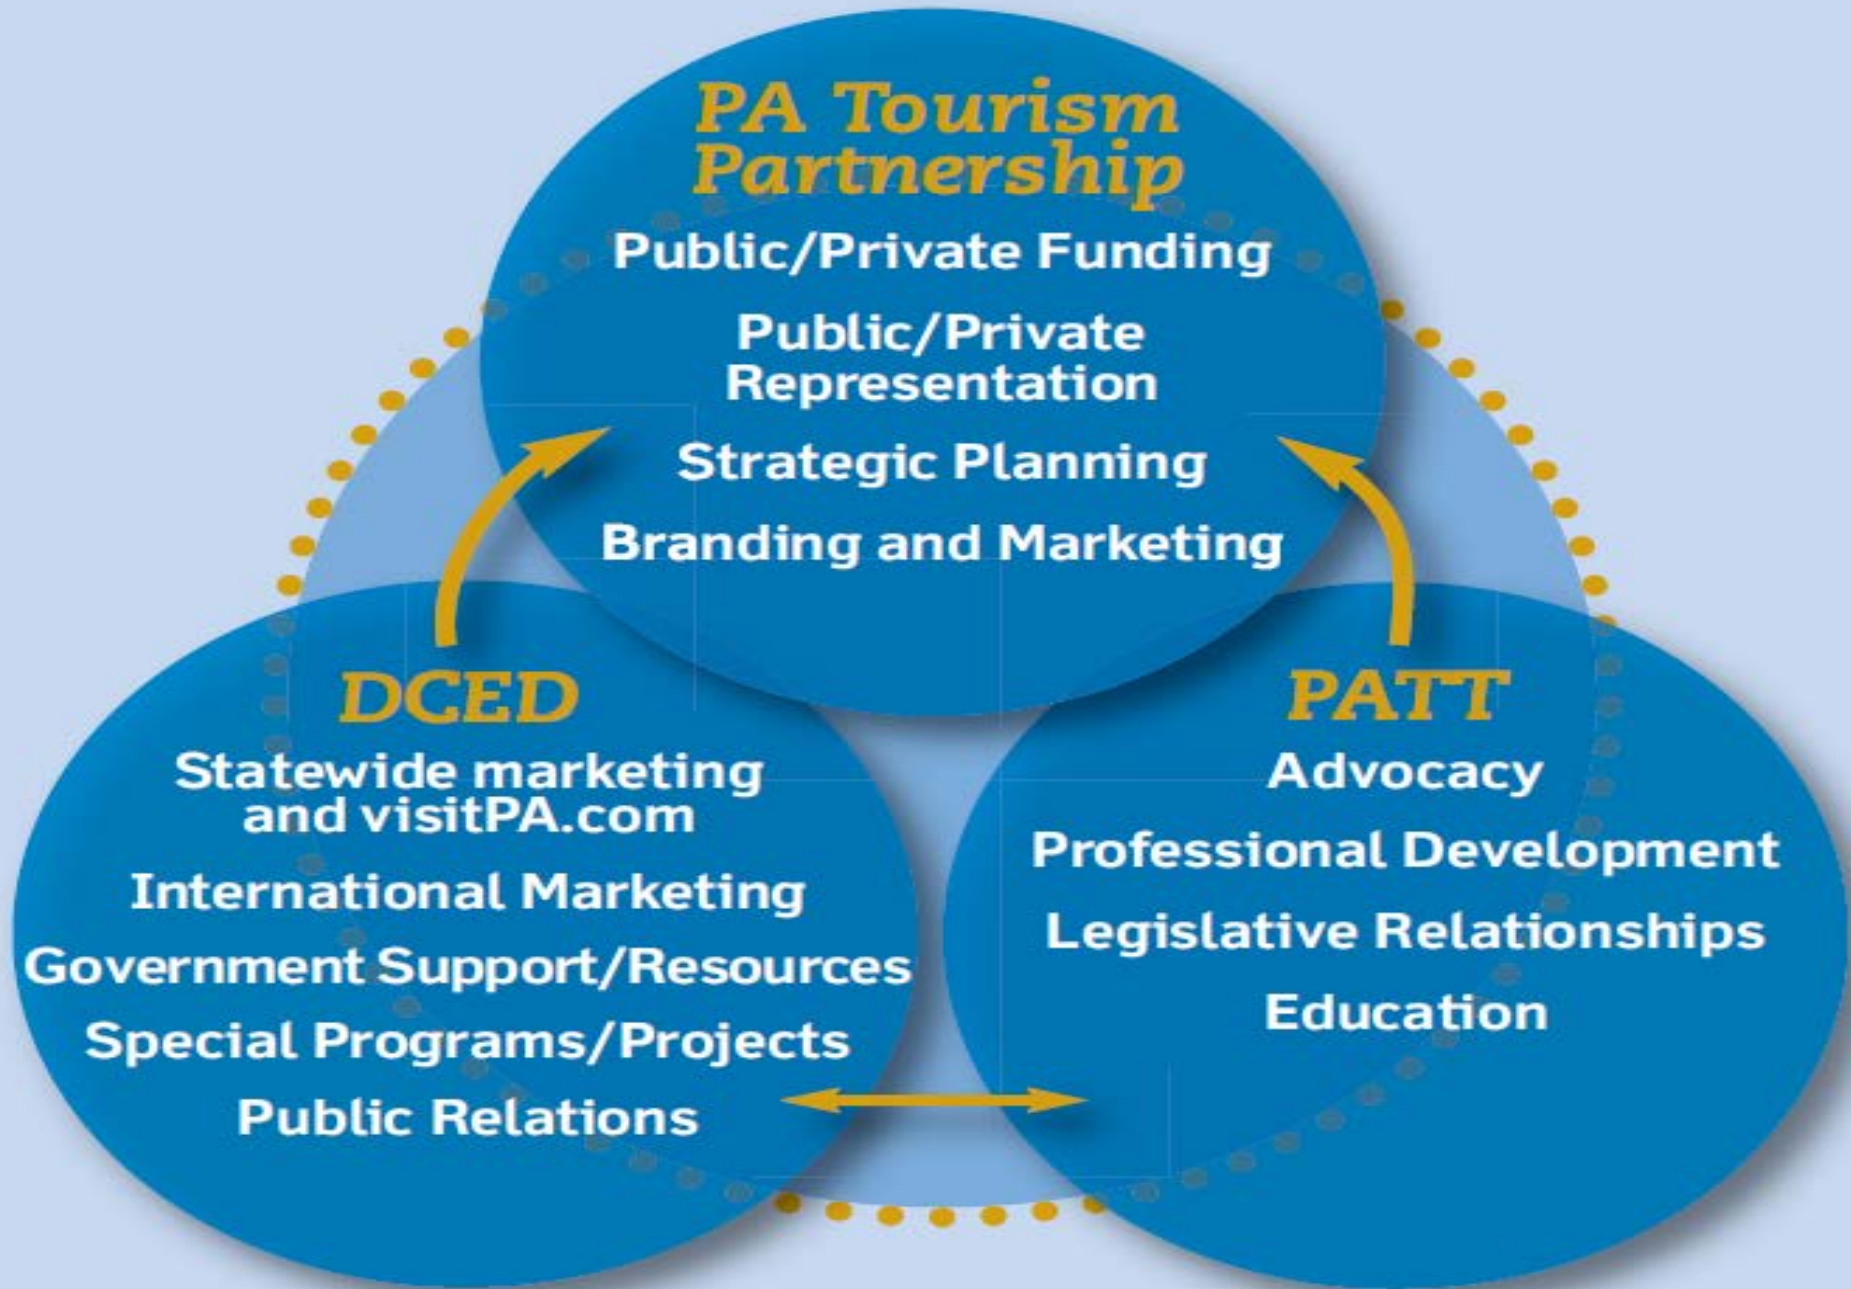 PA Tourism
Partnership
Public/Private Funding
Public/Private
Representation
Strategic Planning
Branding and Marketing
DCED
Statewide marketing
and visitPA.com
International Marketing
Government Support/Resources
Special Programs/Projects
Public Relations
PATT
Advocacy
Professional Development
Legislative Relationships
Education